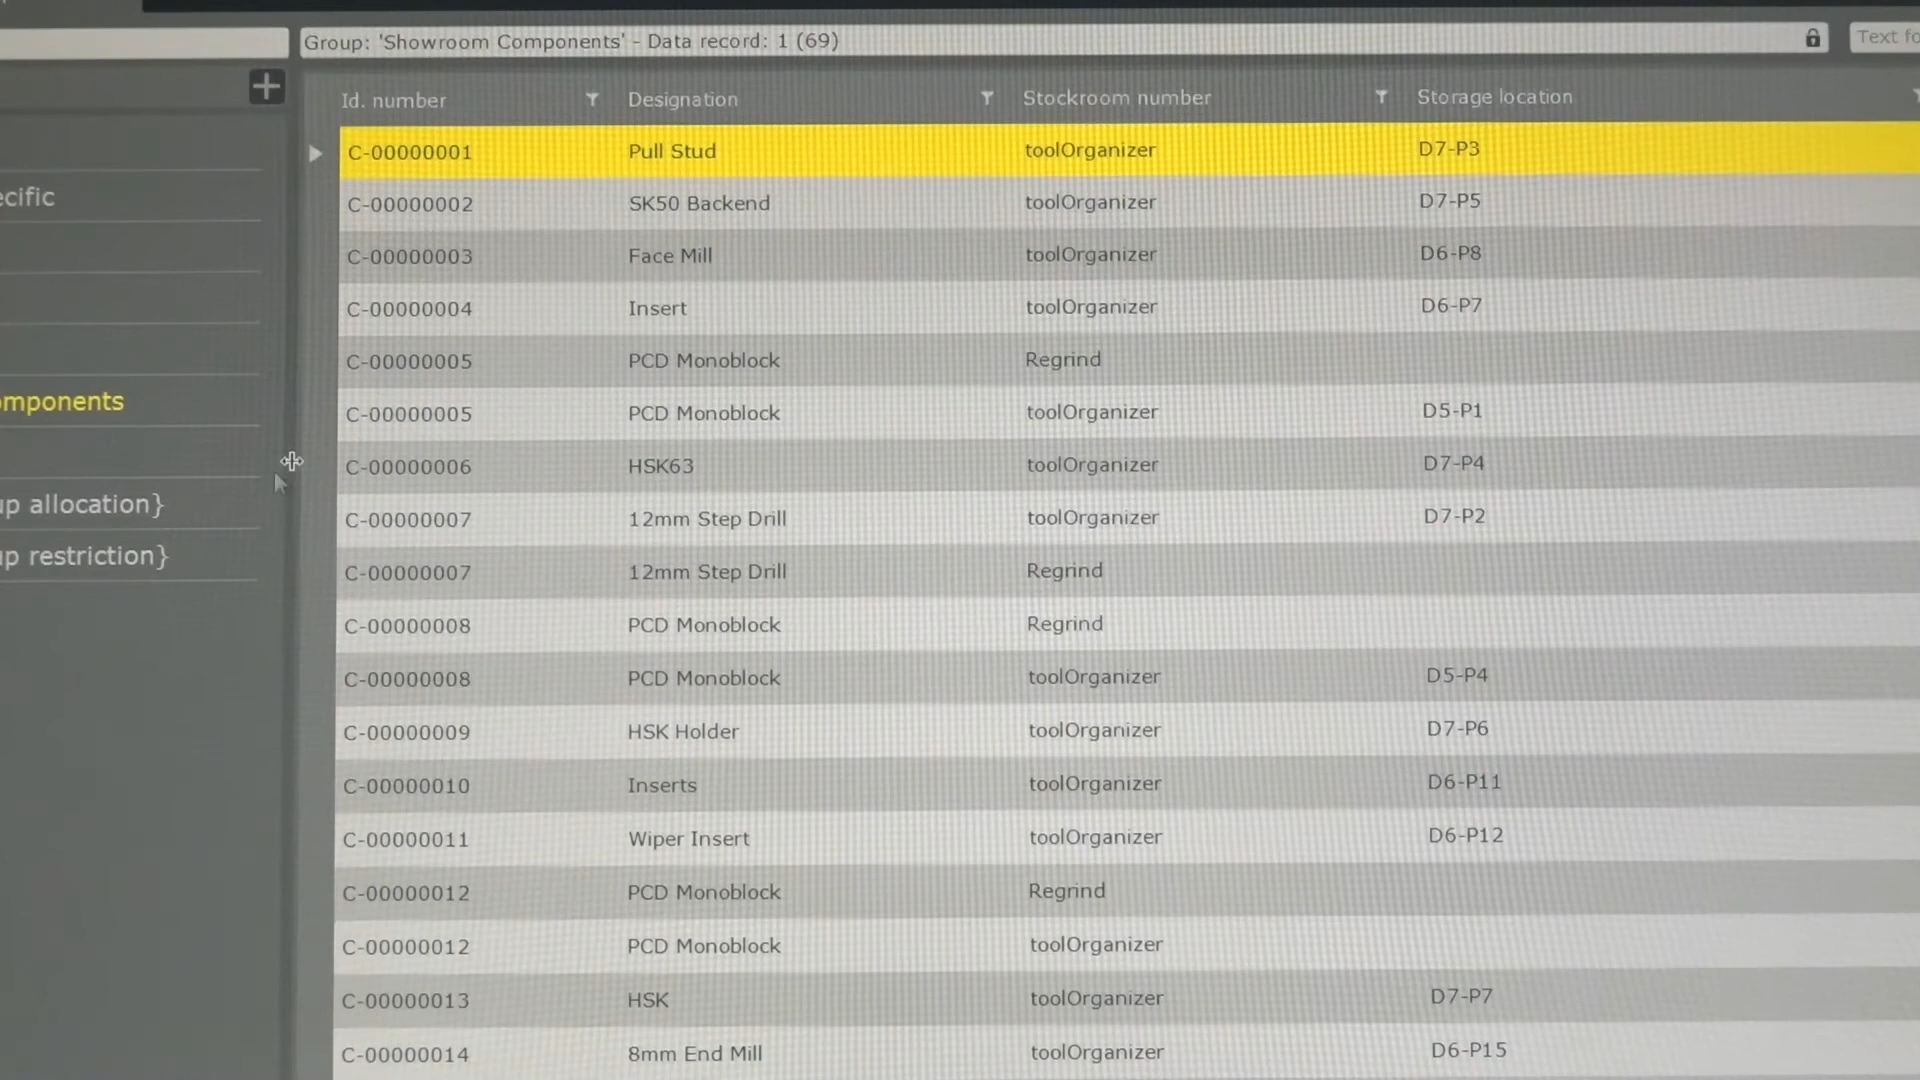 Group: 'Showroom Components' - Data record: 1 (69)
Text fo
Id. number Designation Stockroom number Storage location
C-00000001 Pull Stud toolOrganizer D7-P3
ecific
C-00000002 SK50 Backend toolOrganizer D7-P5
C-00000003 Face Mill toolOrganizer D6-P8
C-00000004 Insert toolOrganizer D6-P7
C-00000005 PCD Monoblock Regrind
omponents
C-00000005 PCD Monoblock toolOrganizer D5-P1
C-00000006 HSK63 toolOrganizer D7-P4
up allocation}
C-00000007 12mm Step Drill toolOrganizer D7-P2
up restriction}
C-00000007 12mm Step Drill Regrind
C-00000008 PCD Monoblock Regrind
C-00000008 PCD Monoblock toolOrganizer D5-P4
C-00000009 HSK Holder toolOrganizer D7-P6
C-00000010 Inserts toolOrganizer D6-P11
C-00000011 Wiper Insert toolOrganizer D6-P12
C-00000012 PCD Monoblock Regrind
C-00000012 PCD Monoblock toolOrganizer
C-00000013 HSK toolOrganizer D7-P7
C-00000014 8mm End Mill toolOrganizer D6-P15